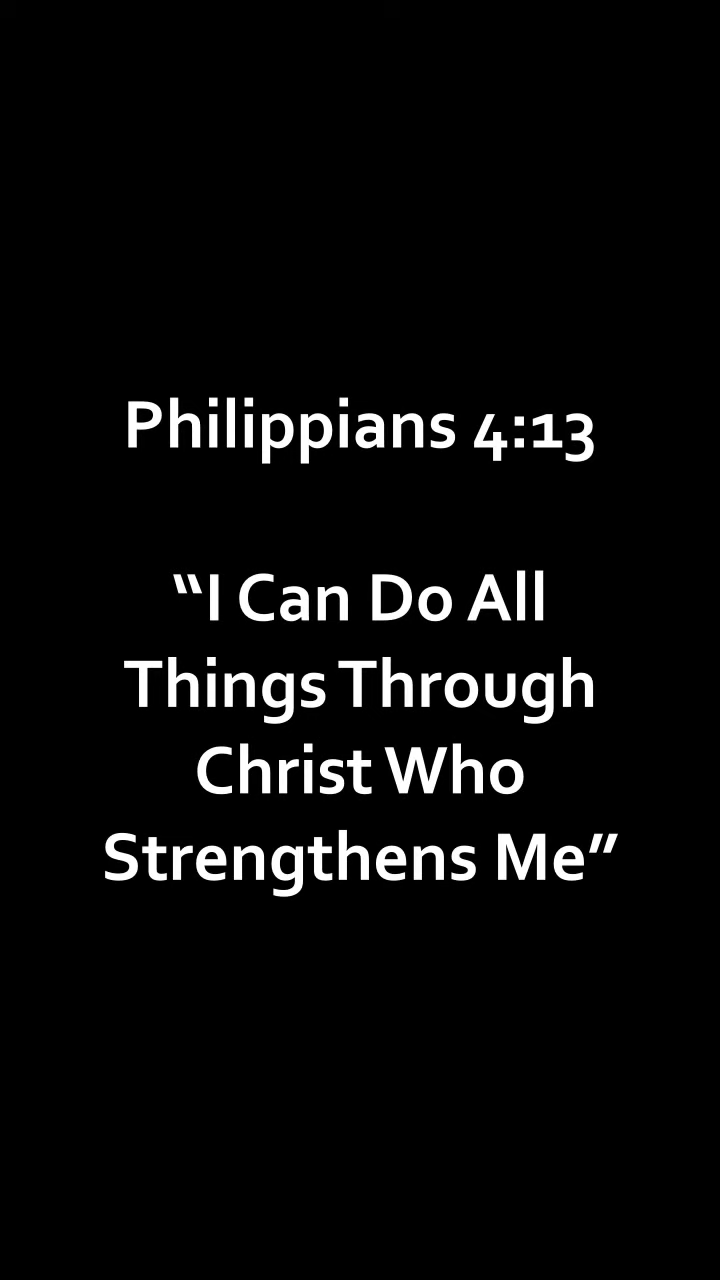 Philippians 4:13
“I Can Do All
Things Through
Christ Who
Strengthens Me”